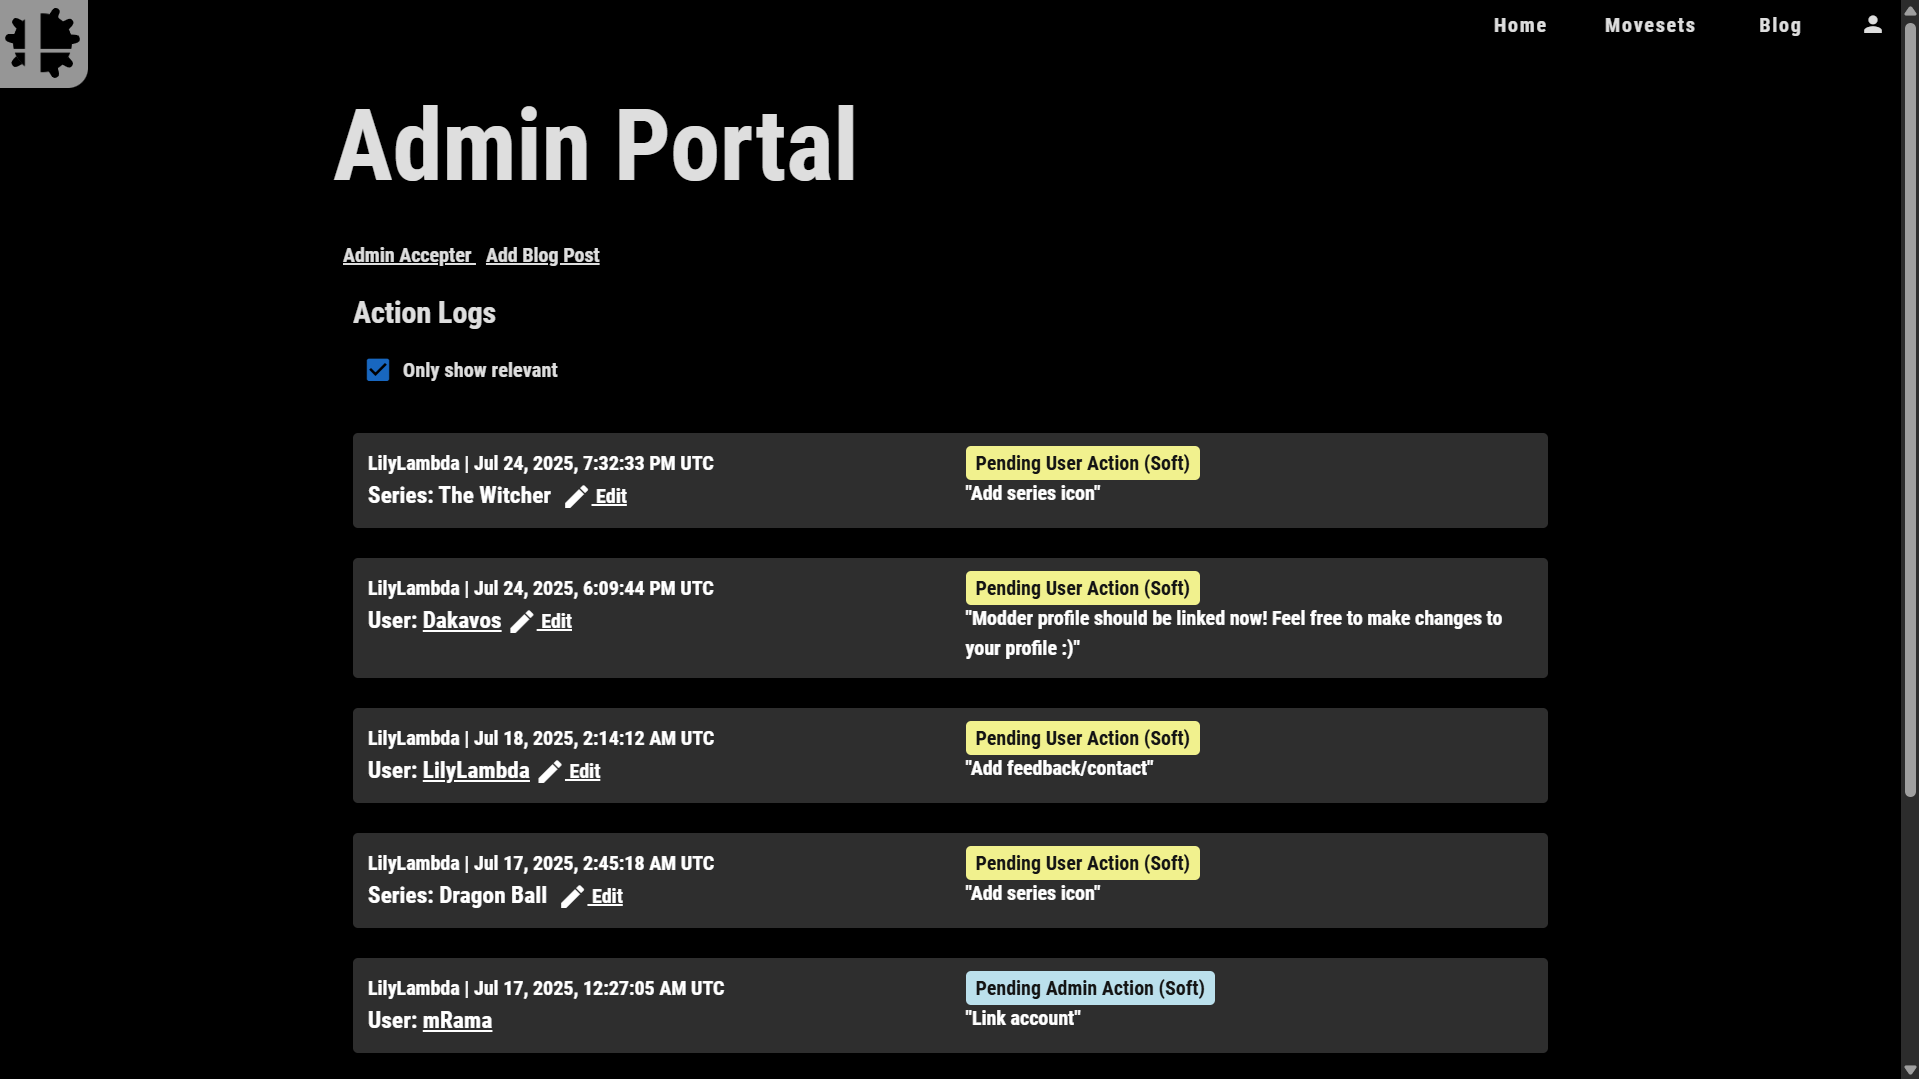 Home Movesets Blog
Admin Portal
Admin Accepter Add Blog Post
Action Logs
Only show relevant
LilyLambda | Jul 24, 2025, 7:32:33 PM UTC
Series: The Witcher Edit
Pending User Action (Soft)
"Add series icon"
LilyLambda | Jul 24, 2025, 6:09:44 PM UTC
User: Dakavos Edit
Pending User Action (Soft)
"Modder profile should be linked now! Feel free to make changes to
your profile :)"
LilyLambda | Jul 18, 2025, 2:14:12 AM UTC
User: LilyLambda Edit
Pending User Action (Soft)
"Add feedback/contact"
LilyLambda | Jul 17, 2025, 2:45:18 AM UTC
Series: Dragon Ball Edit
Pending User Action (Soft)
"Add series icon"
LilyLambda | Jul 17, 2025, 12:27:05 AM UTC
User: mRama
Pending Admin Action (Soft)
"Link account"